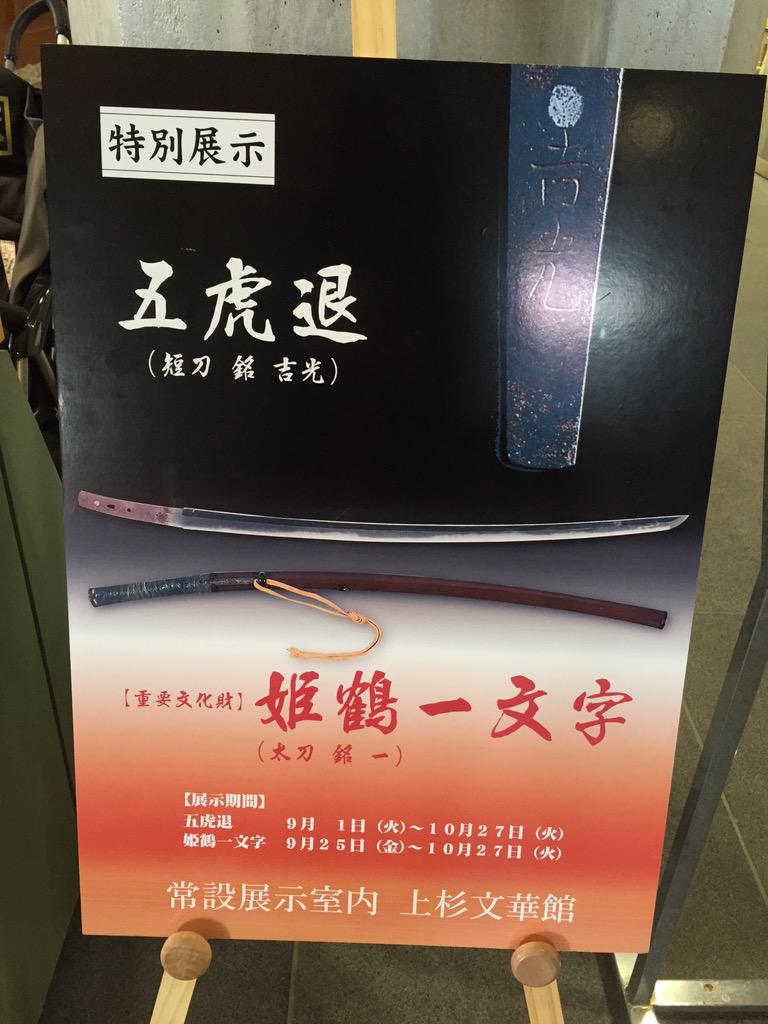 特別展示
吉光
五虎退
(短刀 銘 吉光)
【重要文化財】 姫鶴一文字
(太刀 銘 一)
【展示期間】
五虎退 9月 1日(火)~10月27日(火)
姫鶴一文字 9月25日(金)~10月27日(火)
常設展示室内 上杉文華館